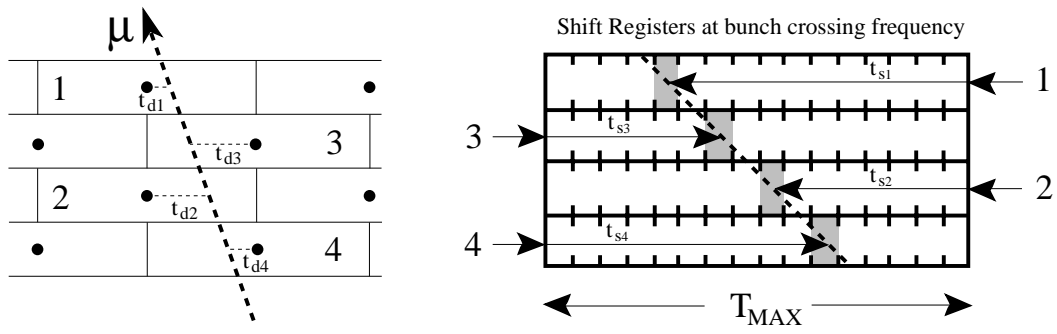 Shift Registers at bunch crossing frequency
μ
1
t_d1
t_d3
3
2
t_d2
t_d4
4
t_s1
1
3
t_s3
t_s2
2
4
t_s4
T_MAX